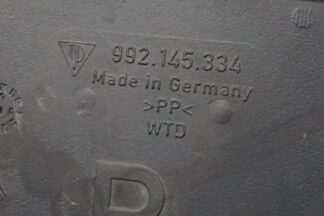 992.145.334
Made in Germany
>PP<
WTD
D